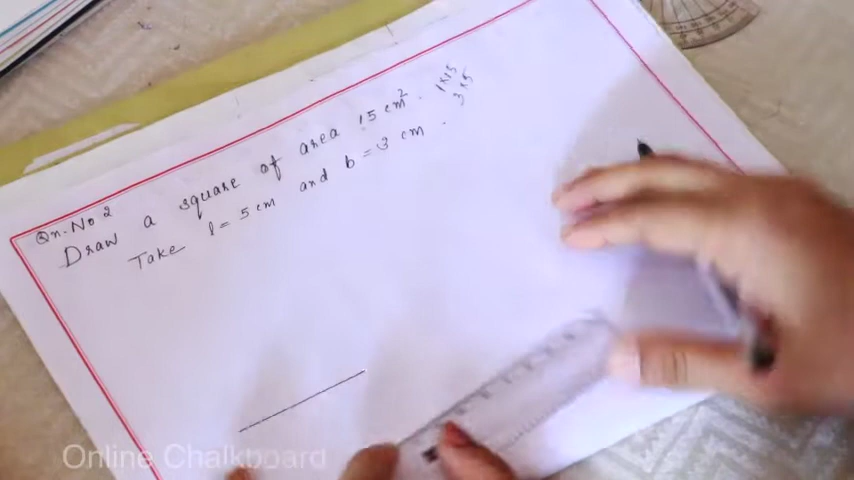 Qn. No 2
Draw a square of area 15 cm².
1×15
3×5
Take l = 5 cm and b = 3 cm.
Online Chalkboard